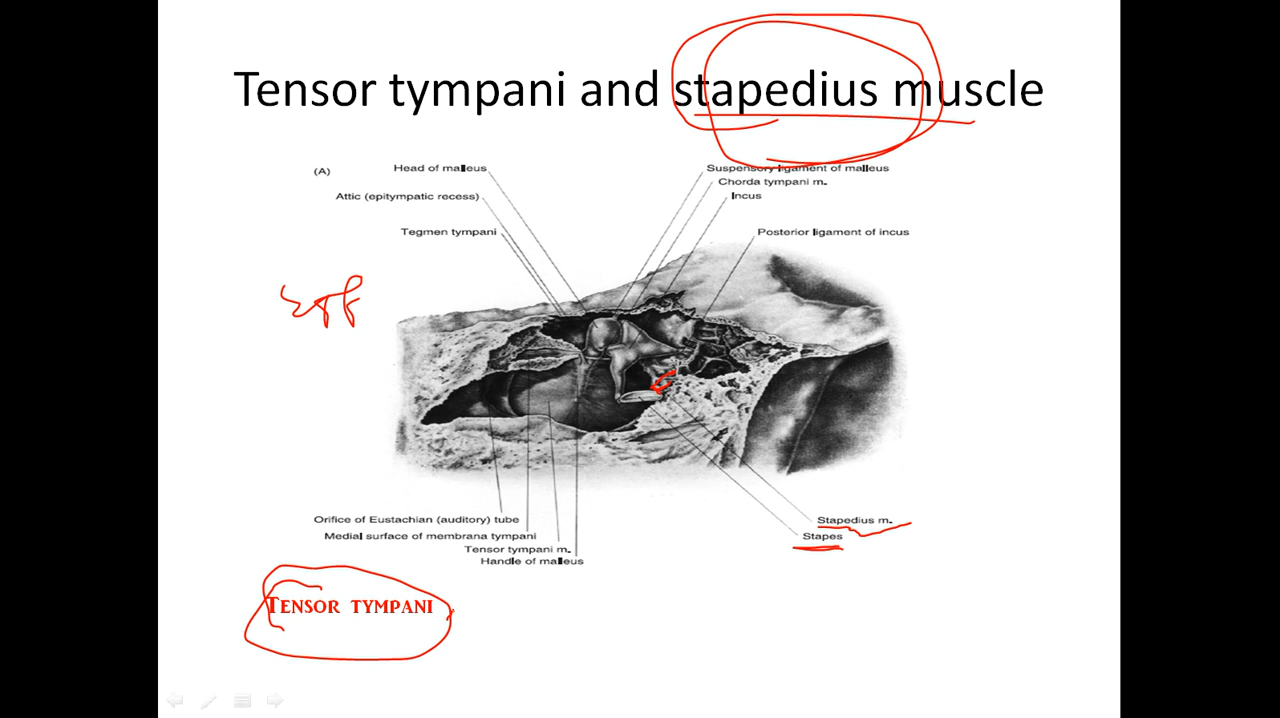 Tensor tympani and stapedius muscle
(A)
Head of malleus
Suspensory ligament of malleus
Chorda tympani m.
Attic (epitympatic recess)
Incus
Tegmen tympani
Posterior ligament of incus
Orifice of Eustachian (auditory) tube
Stapedius m.
Medial surface of membrana tympani
Stapes
Tensor tympani m.
Handle of malleus
TENSOR TYMPANI